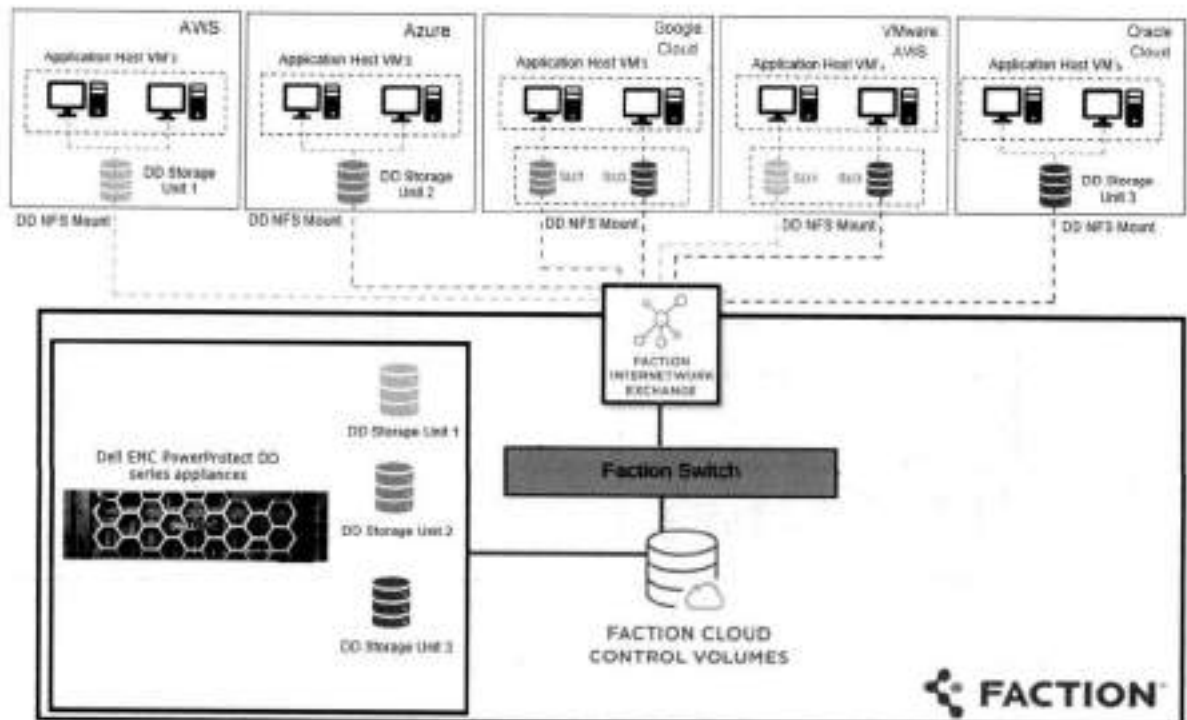 AWS
Application Host VM's
DD Storage
Unit 1
DD NFS Mount
Azure
Application Host VM's
DD Storage
Unit 2
DD NFS Mount
Google
Cloud
Application Host VM's
DD NFS Mount
VMware
AWS
Application Host VM's
DD NFS Mount
Oracle
Cloud
Application Host VM's
DD Storage
Unit 3
DD NFS Mount
FACTION
INTERNETWORK
EXCHANGE
Faction Switch
Dell EMC PowerProtect DD
series appliances
DD Storage Unit 1
DD Storage Unit 2
DD Storage Unit 3
FACTION CLOUD
CONTROL VOLUMES
FACTION